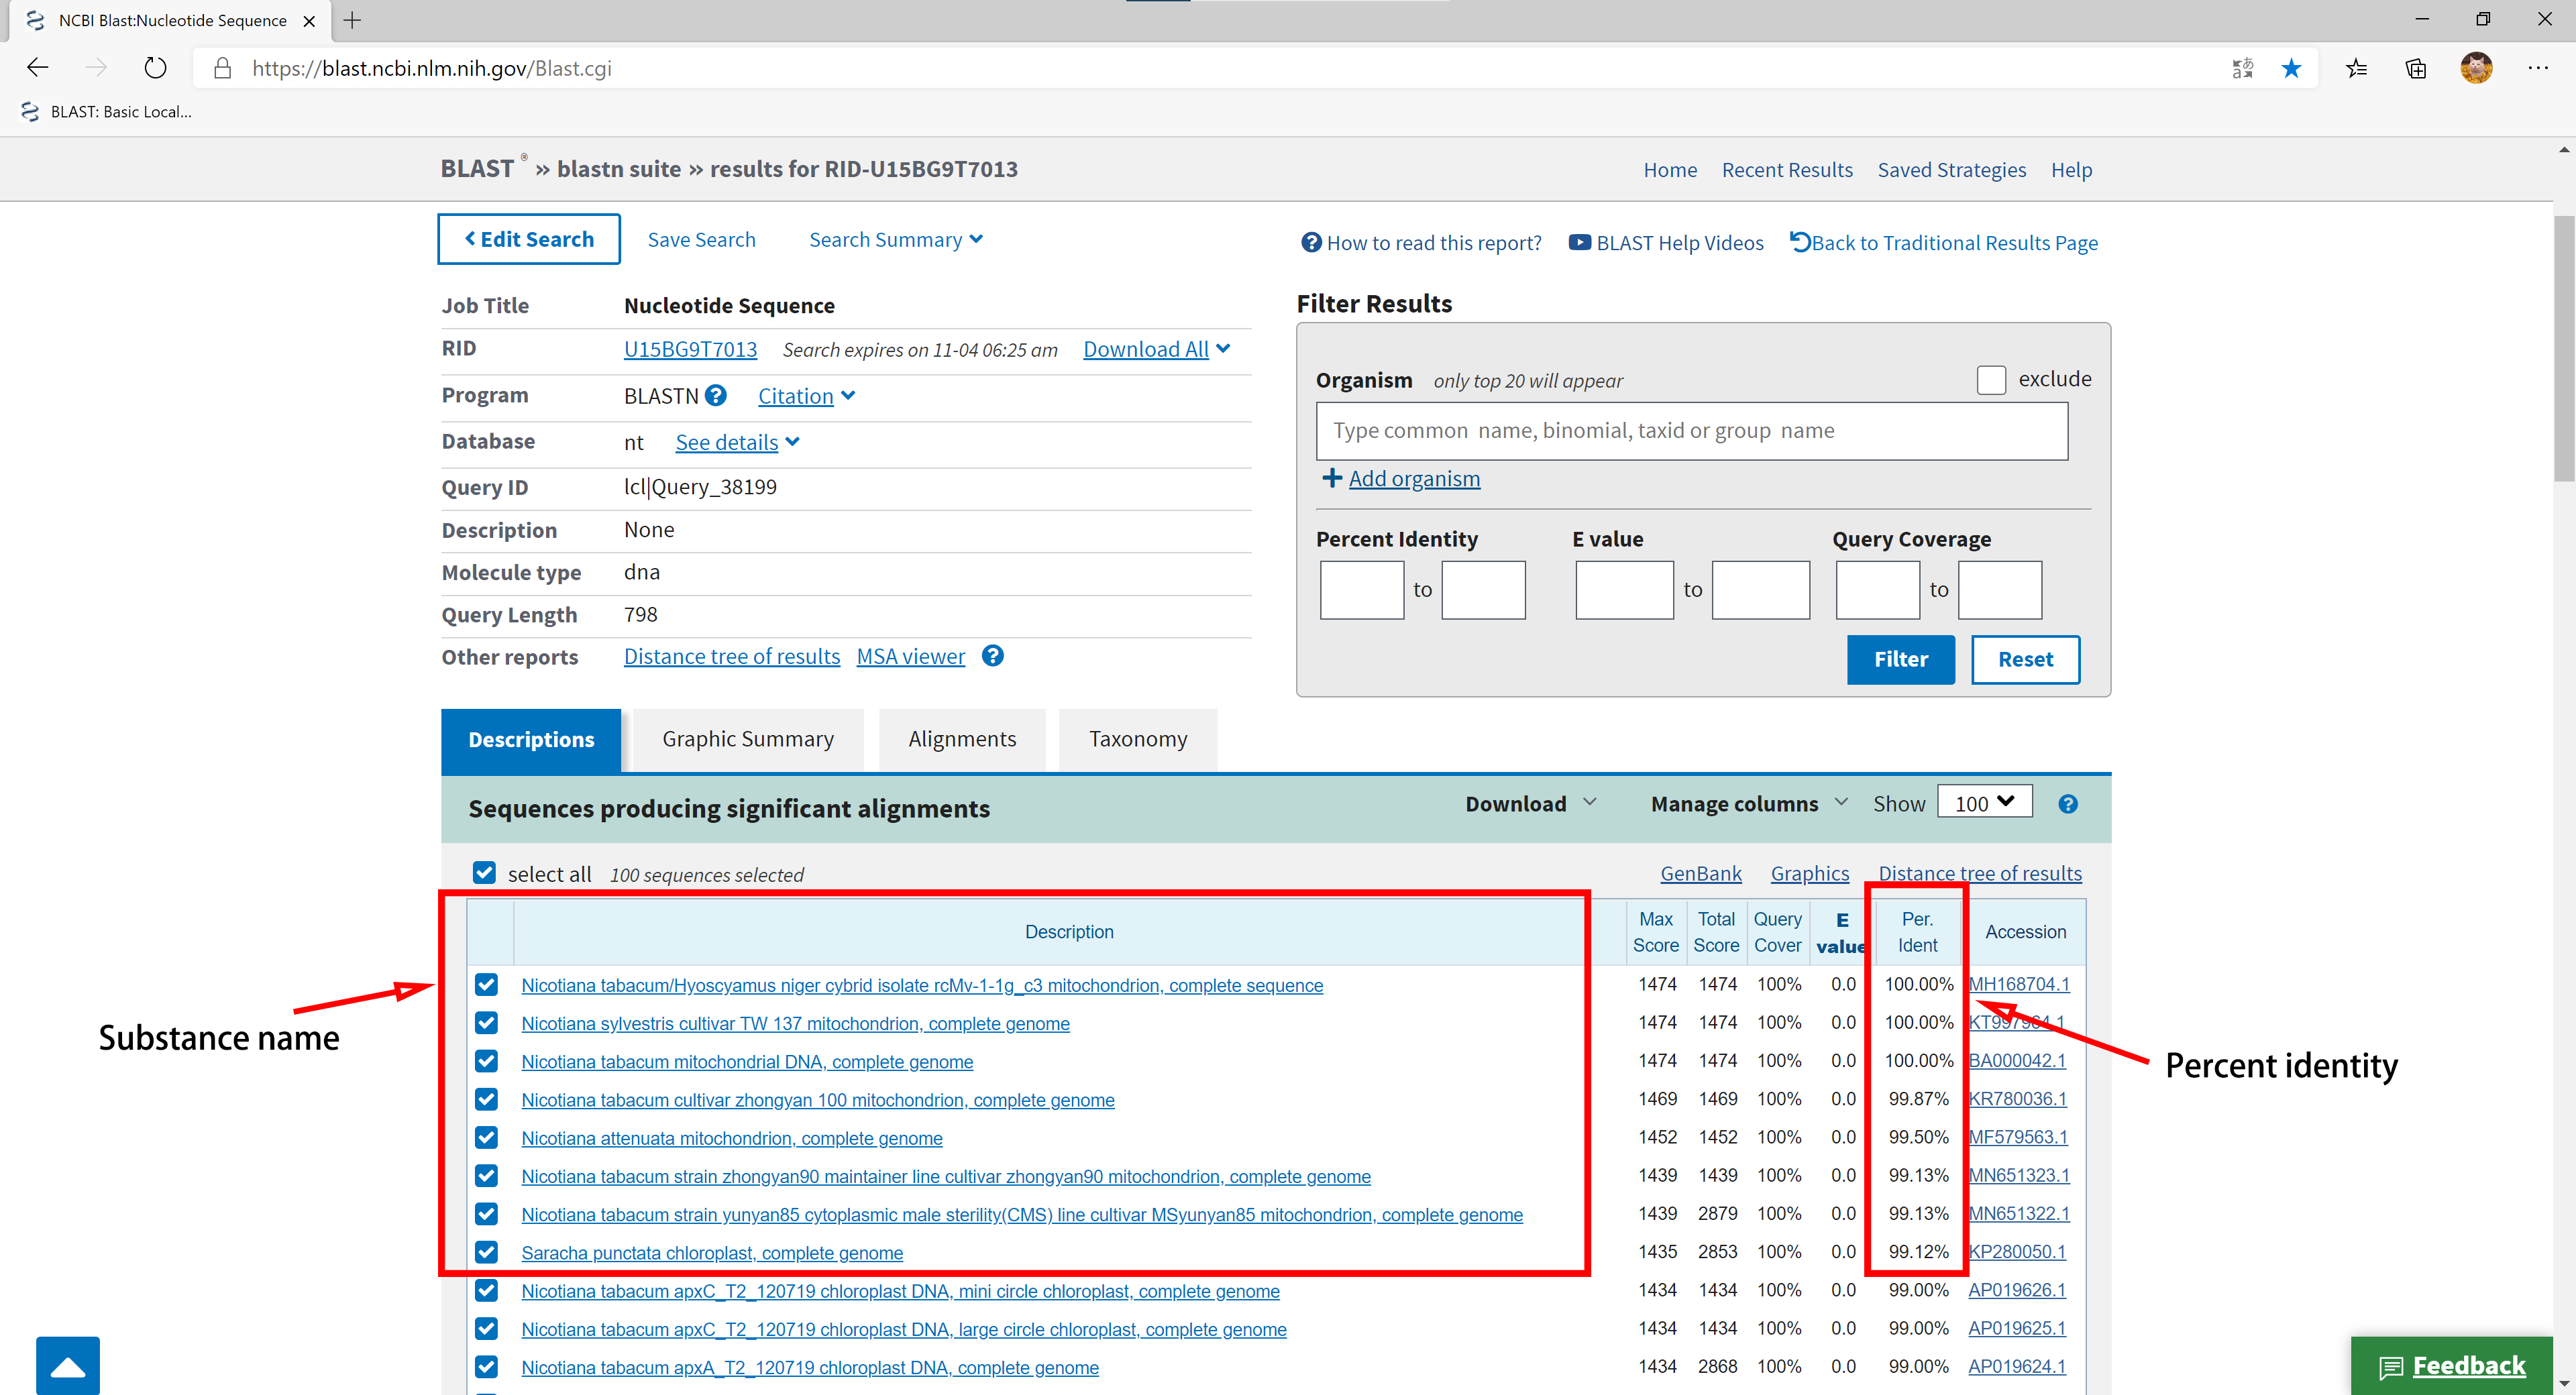 NCBI Blast:Nucleotide Sequence
https://blast.ncbi.nlm.nih.gov/Blast.cgi
BLAST: Basic Local...
BLAST ® » blastn suite » results for RID-U15BG9T7013
Home Recent Results Saved Strategies Help
Edit Search Save Search Search Summary
How to read this report? BLAST Help Videos Back to Traditional Results Page
Job Title Nucleotide Sequence
RID U15BG9T7013 Search expires on 11-04 06:25 am Download All
Program BLASTN Citation
Database nt See details
Query ID lcl|Query_38199
Description None
Molecule type dna
Query Length 798
Other reports Distance tree of results MSA viewer
Filter Results
Organism only top 20 will appear exclude
Type common name, binomial, taxid or group name
Add organism
Percent Identity E value Query Coverage
to to to
Filter Reset
Descriptions Graphic Summary Alignments Taxonomy
Sequences producing significant alignments Download Manage columns Show 100
select all 100 sequences selected GenBank Graphics Distance tree of results
Description Max Score Total Score Query Cover E value Per. Ident Accession
Nicotiana tabacum/Hyoscyamus niger cybrid isolate rcMv-1-1g_c3 mitochondrion, complete sequence 1474 1474 100% 0.0 100.00% MH168704.1
Nicotiana sylvestris cultivar TW 137 mitochondrion, complete genome 1474 1474 100% 0.0 100.00% KT997964.1
Nicotiana tabacum mitochondrial DNA, complete genome 1474 1474 100% 0.0 100.00% BA000042.1
Nicotiana tabacum cultivar zhongyan 100 mitochondrion, complete genome 1469 1469 100% 0.0 99.87% KR780036.1
Nicotiana attenuata mitochondrion, complete genome 1452 1452 100% 0.0 99.50% MF579563.1
Nicotiana tabacum strain zhongyan90 maintainer line cultivar zhongyan90 mitochondrion, complete genome 1439 1439 100% 0.0 99.13% MN651323.1
Nicotiana tabacum strain yunyan85 cytoplasmic male sterility(CMS) line cultivar MSyunyan85 mitochondrion, complete genome 1439 2879 100% 0.0 99.13% MN651322.1
Saracha punctata chloroplast, complete genome 1435 2853 100% 0.0 99.12% KP280050.1
Nicotiana tabacum apxC_T2_120719 chloroplast DNA, mini circle chloroplast, complete genome 1434 1434 100% 0.0 99.00% AP019626.1
Nicotiana tabacum apxC_T2_120719 chloroplast DNA, large circle chloroplast, complete genome 1434 1434 100% 0.0 99.00% AP019625.1
Nicotiana tabacum apxA_T2_120719 chloroplast DNA, complete genome 1434 2868 100% 0.0 99.00% AP019624.1
Substance name
Percent identity
Feedback